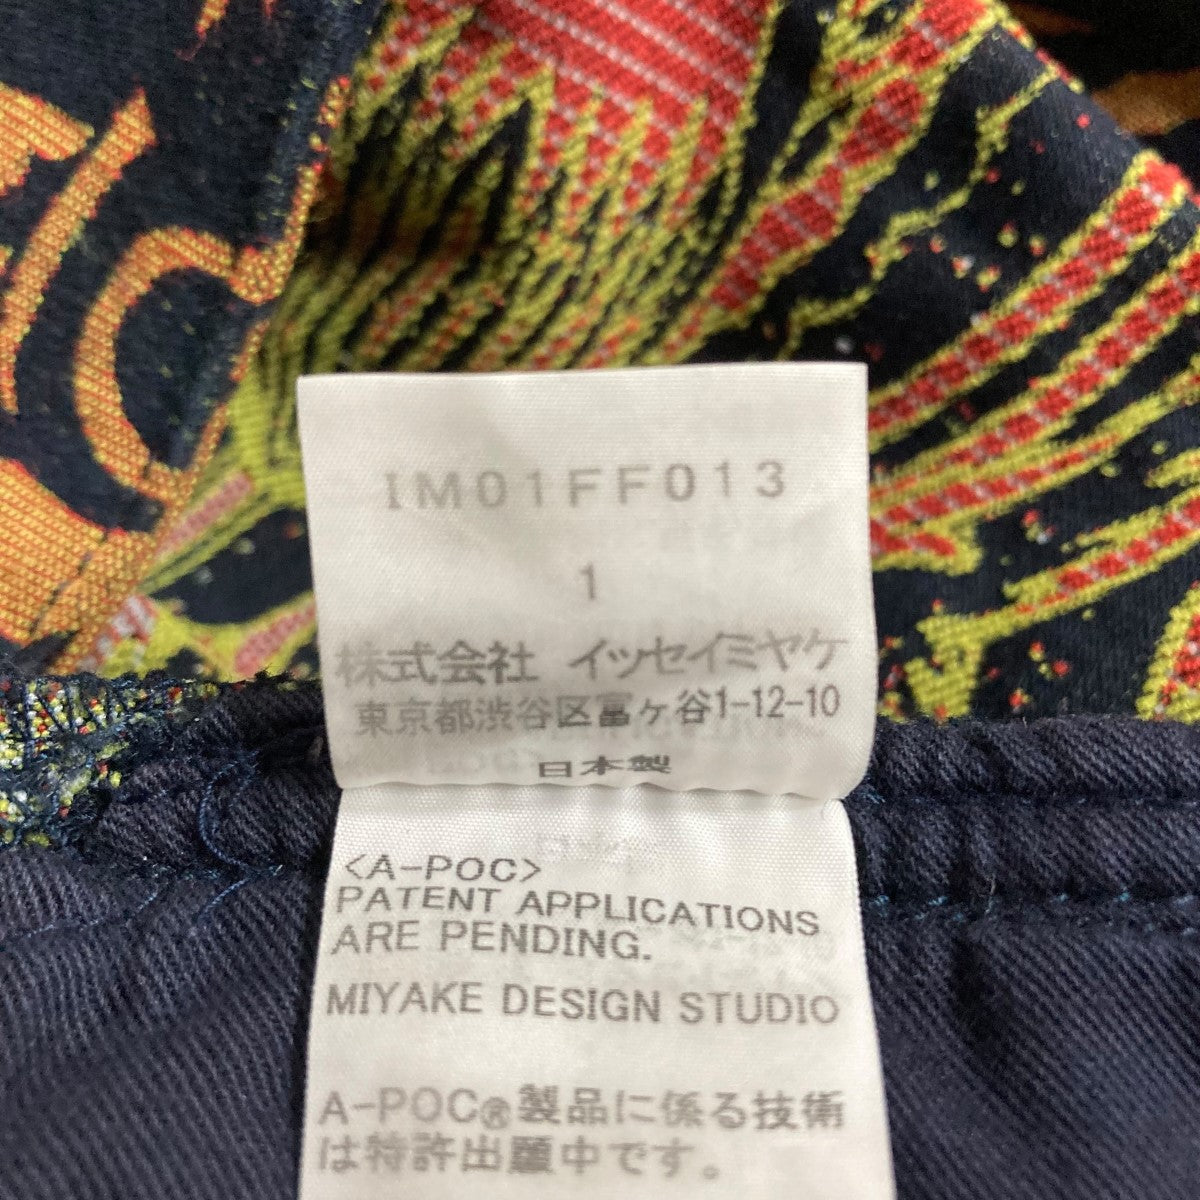 IM01FF013
1
株式会社 イッセイミヤケ
東京都渋谷区富ヶ谷1-12-10
日本製
<A-POC>
PATENT APPLICATIONS
ARE PENDING.
MIYAKE DESIGN STUDIO
A-POC®製品に係る技術
は特許出願中です。